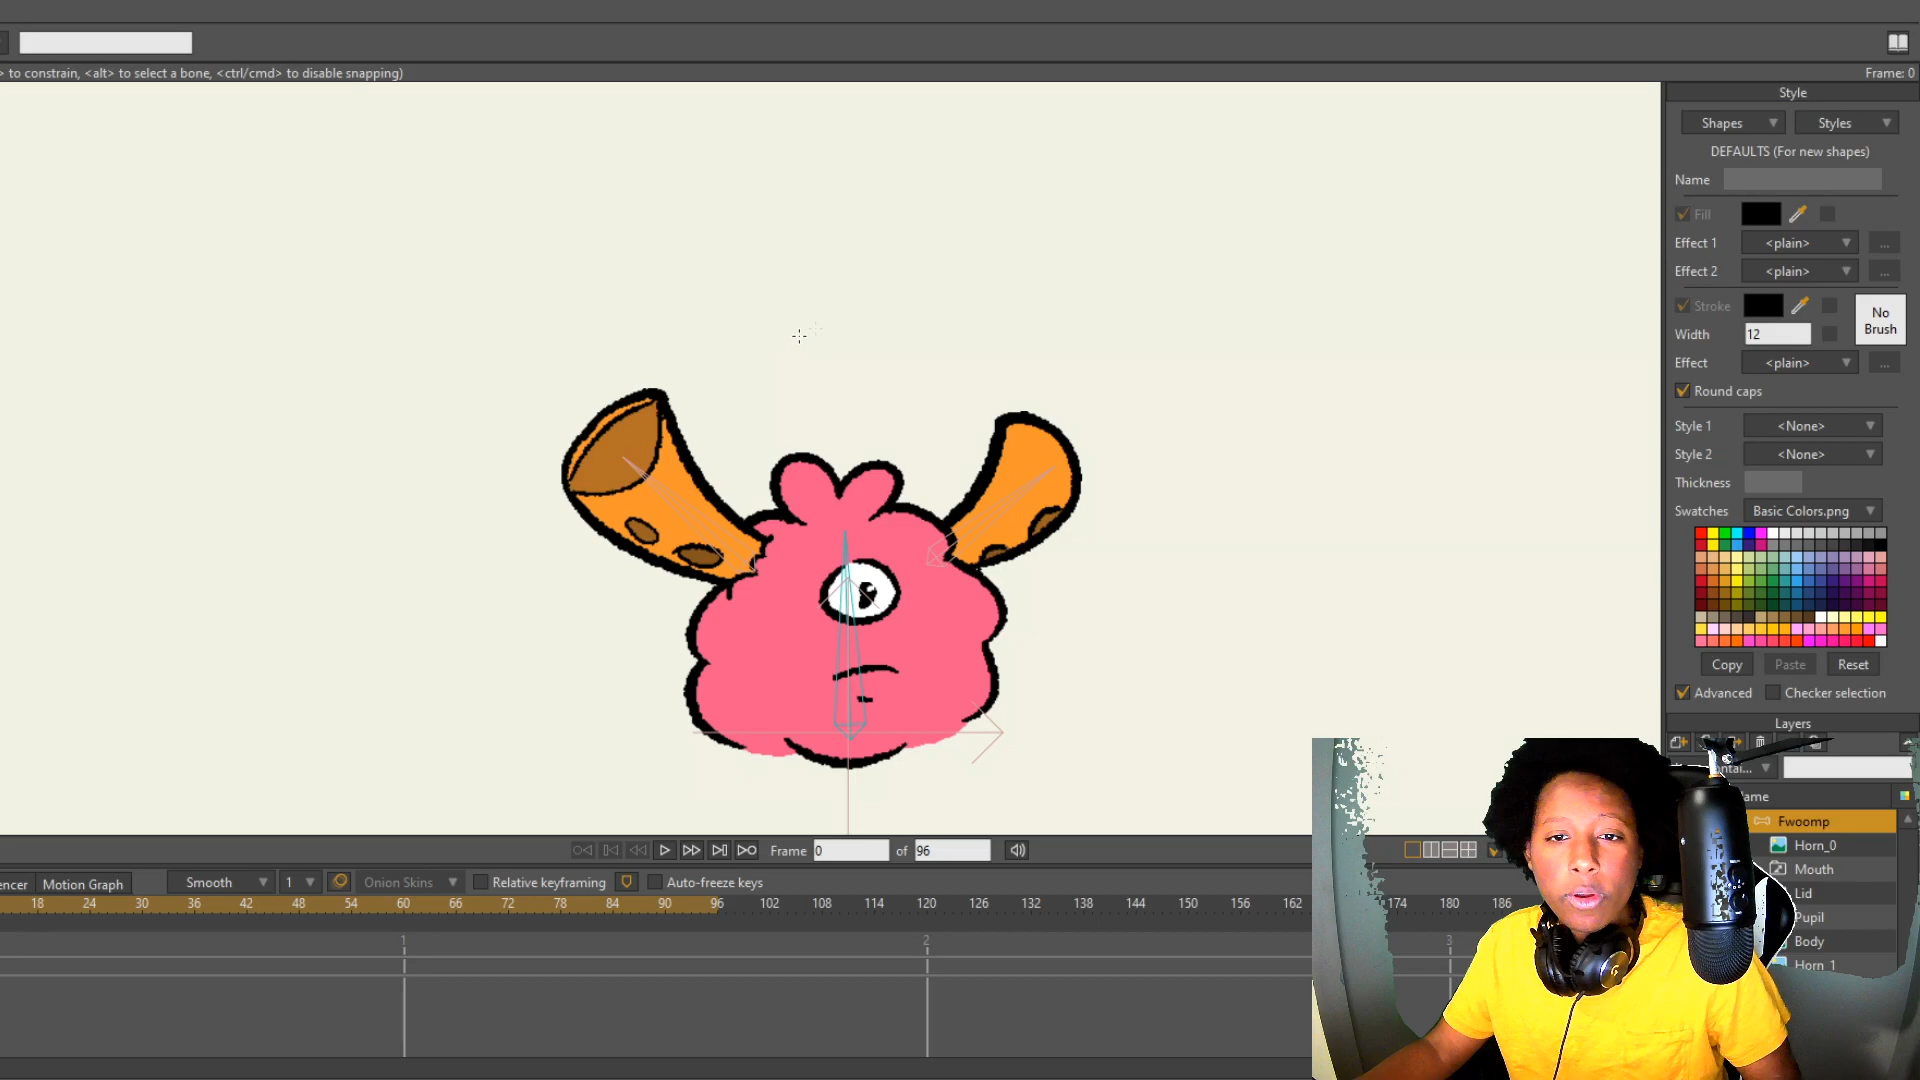 > to constrain, <alt> to select a bone, <ctrl/cmd> to disable snapping)
Frame: 0
Style
Shapes
Styles
DEFAULTS (For new shapes)
Name
Fill
Effect 1
<plain>
...
Effect 2
<plain>
...
Stroke
No
Brush
Width
12
Effect
<plain>
...
Round caps
Style 1
<None>
Style 2
<None>
Thickness
Swatches
Basic Colors.png
Copy
Paste
Reset
Advanced
Checker selection
Layers
ontai...
ame
Fwoomp
Horn_0
Mouth
Lid
Pupil
Body
Horn_1
Frame
0
of
96
encer
Motion Graph
Smooth
1
Onion Skins
Relative keyframing
Auto-freeze keys
18 24 30 36 42 48 54 60 66 72 78 84 90 96 102 108 114 120 126 132 138 144 150 156 162 174 180 186
1 2 3